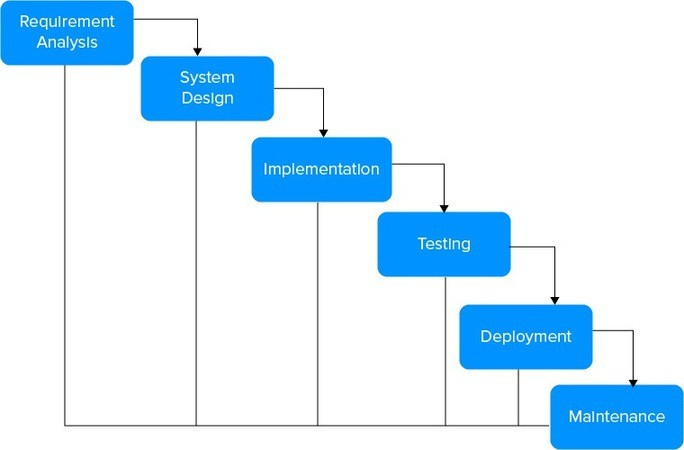 Requirement
Analysis
System
Design
Implementation
Testing
Deployment
Maintenance